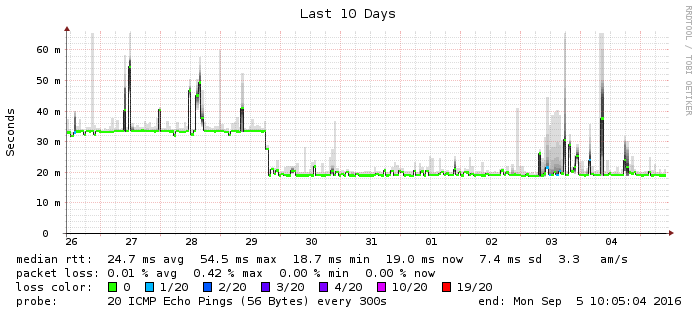 Last 10 Days
RRDTOOL / TOBI OETIKER
Seconds
60 m
50 m
40 m
30 m
20 m
10 m
0
26 27 28 29 30 31 01 02 03 04
median rtt: 24.7 ms avg 54.5 ms max 18.7 ms min 19.0 ms now 7.4 ms sd 3.3 am/s
packet loss: 0.01 % avg 0.42 % max 0.00 % min 0.00 % now
loss color: 0 1/20 2/20 3/20 4/20 10/20 19/20
probe: 20 ICMP Echo Pings (56 Bytes) every 300s end: Mon Sep 5 10:05:04 2016